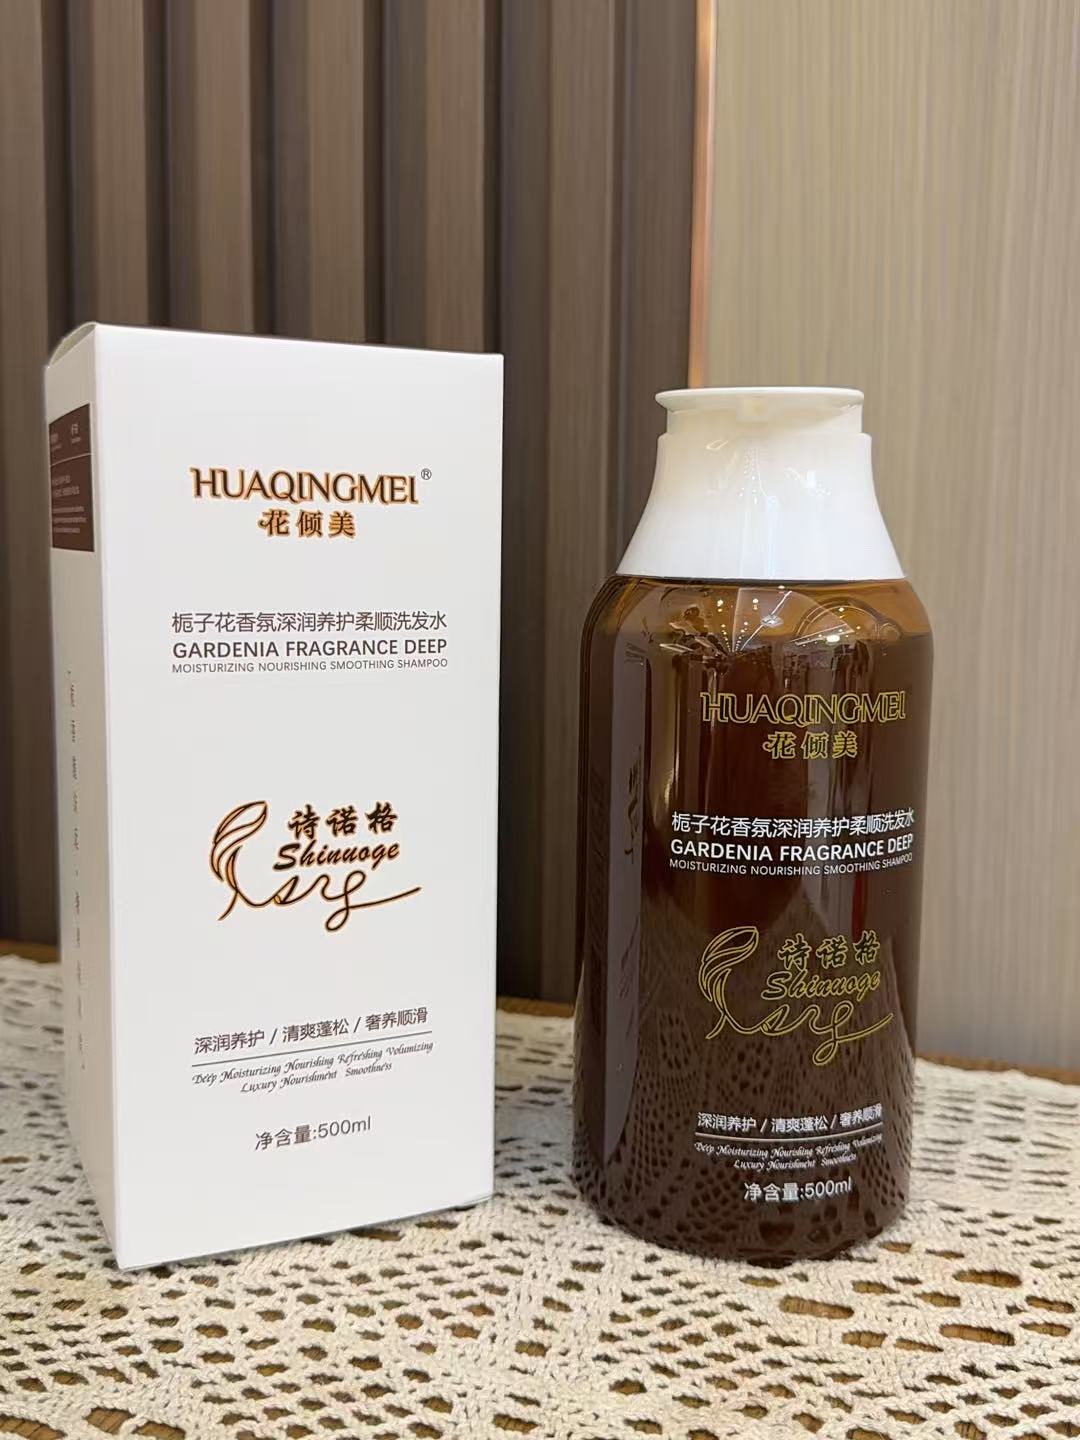 HUAQINGMEI®
花倾美
栀子花香氛深润养护柔顺洗发水
GARDENIA FRAGRANCE DEEP
MOISTURIZING NOURISHING SMOOTHING SHAMPOO
诗诺格
Shinuoge
深润养护 / 清爽蓬松 / 奢养顺滑
Deep Moisturizing Nourishing Refreshing Volumizing
Luxury Nourishment Smoothness
净含量:500ml
HUAQINGMEI
花倾美
栀子花香氛深润养护柔顺洗发水
GARDENIA FRAGRANCE DEEP
MOISTURIZING NOURISHING SMOOTHING SHAMPOO
诗诺格
Shinuoge
深润养护 / 清爽蓬松 / 奢养顺滑
Deep Moisturizing Nourishing Refreshing Volumizing
Luxury Nourishment Smoothness
净含量:500ml